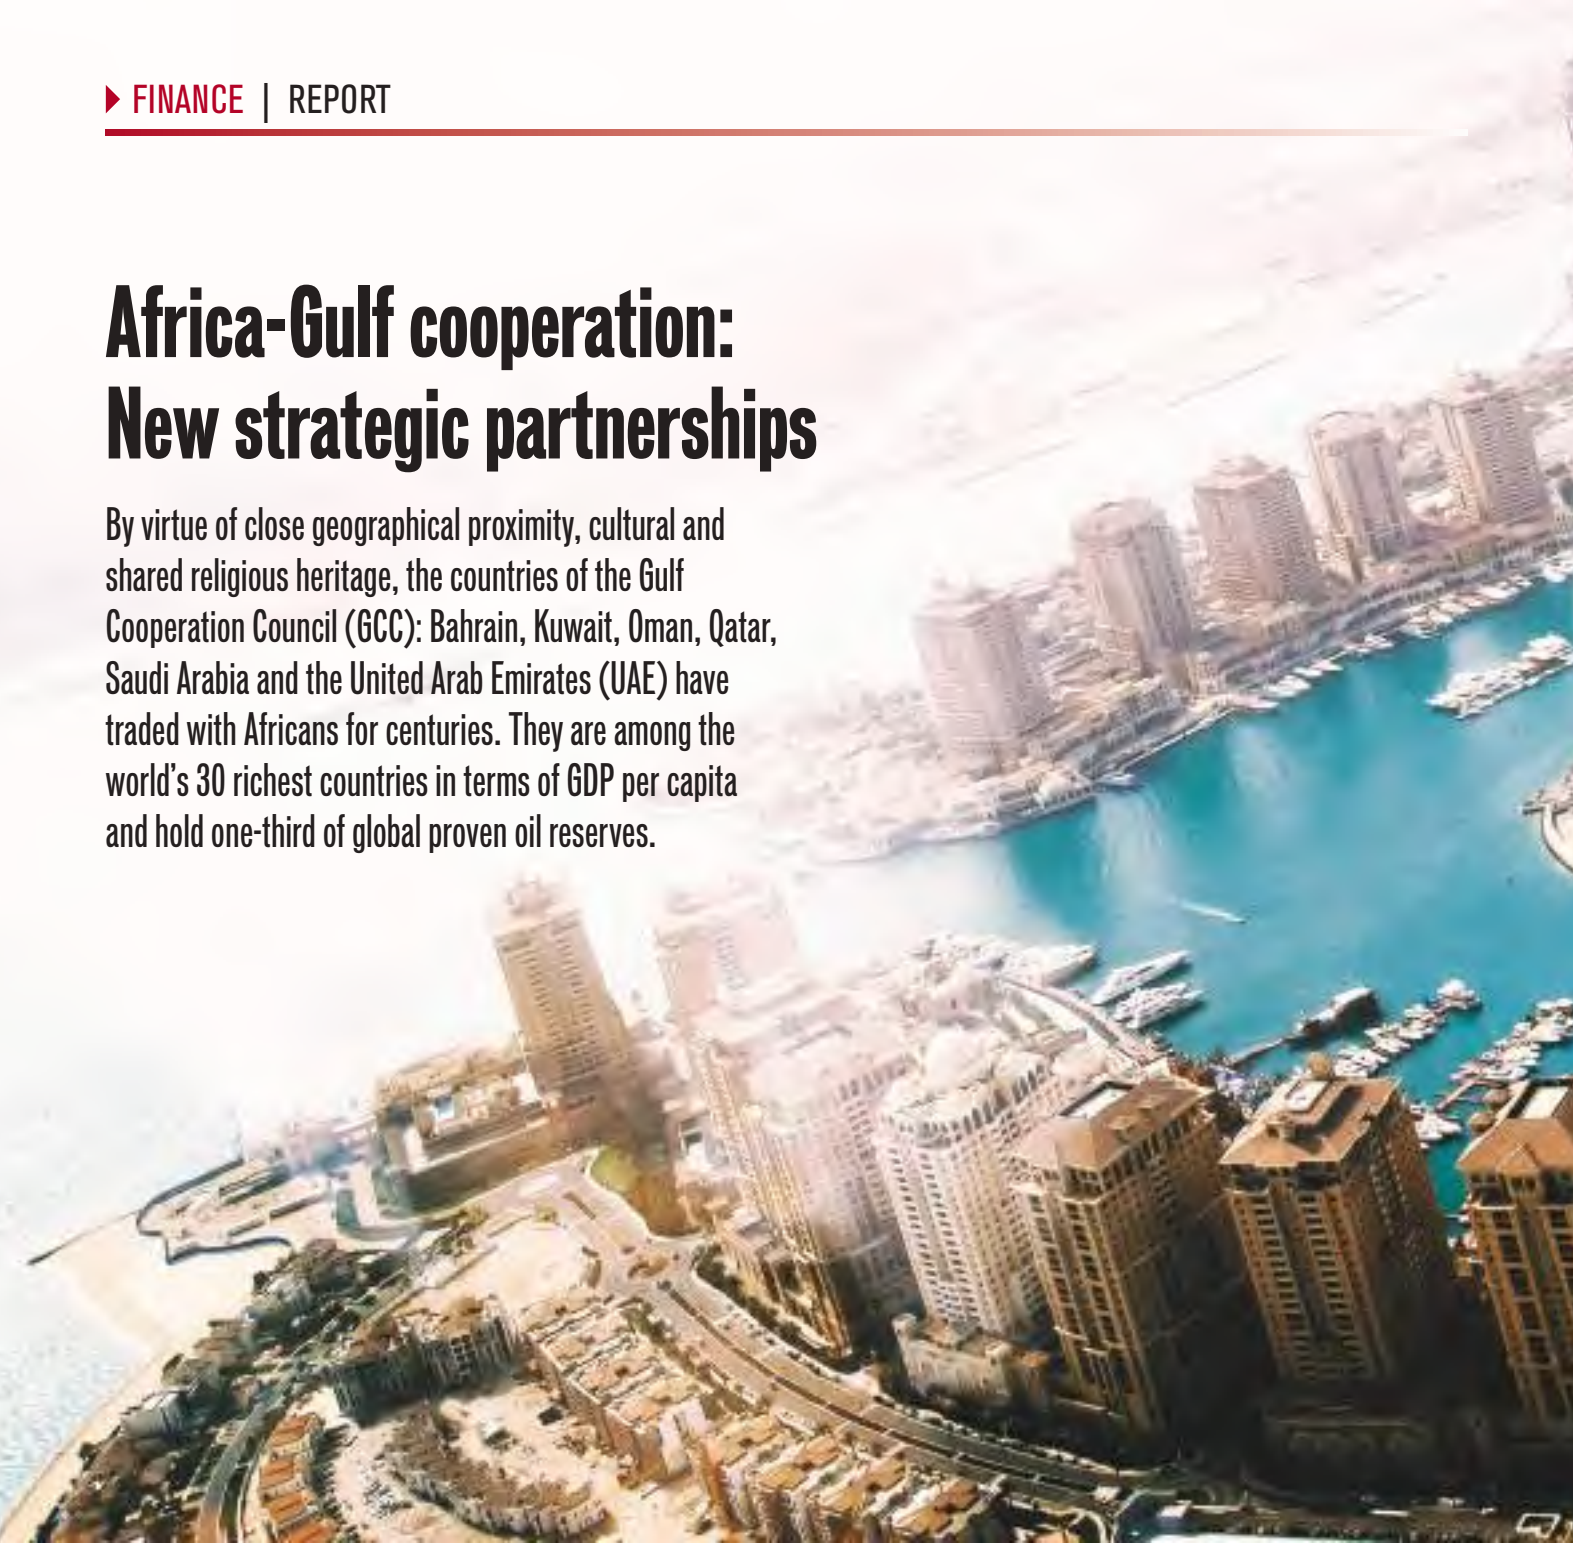 FINANCE | REPORT
Africa-Gulf cooperation:
New strategic partnerships
By virtue of close geographical proximity, cultural and
shared religious heritage, the countries of the Gulf
Cooperation Council (GCC): Bahrain, Kuwait, Oman, Qatar,
Saudi Arabia and the United Arab Emirates (UAE) have
traded with Africans for centuries. They are among the
world’s 30 richest countries in terms of GDP per capita
and hold one-third of global proven oil reserves.